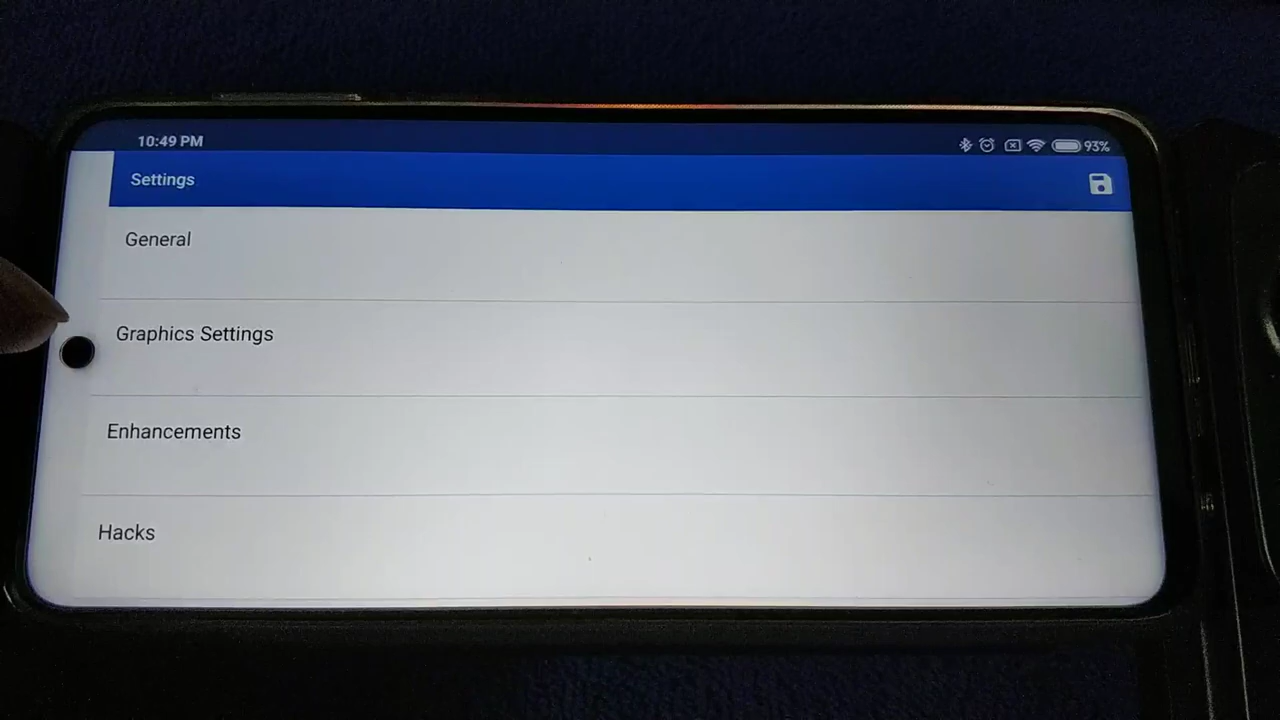 10:49 PM
93%
Settings
General
Graphics Settings
Enhancements
Hacks